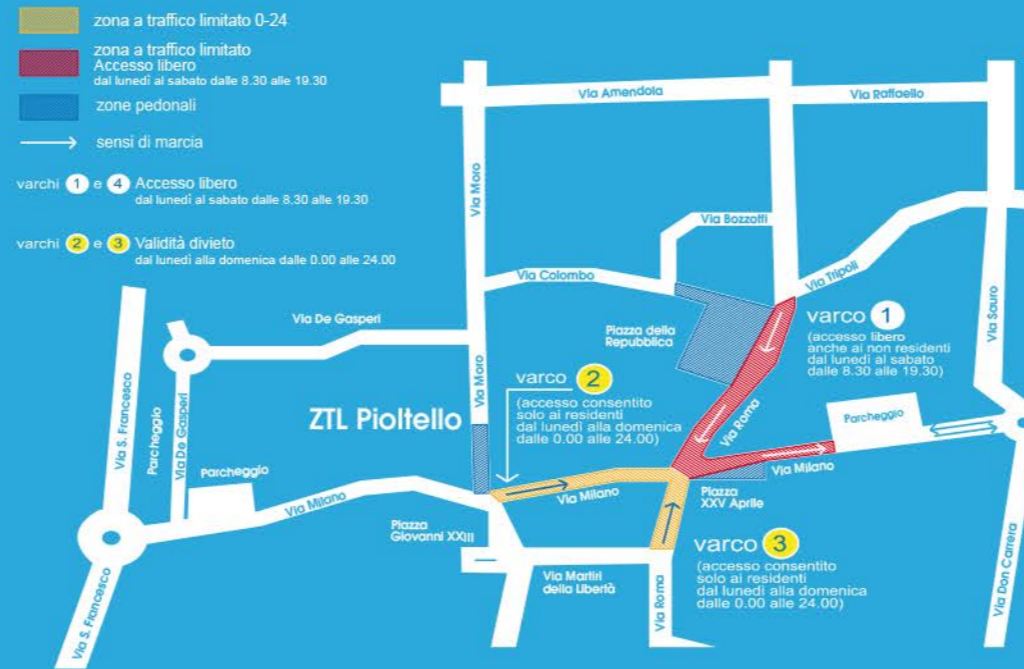 zona a traffico limitato 0-24
zona a traffico limitato
Accesso libero
dal lunedì al sabato dalle 8.30 alle 19.30
zone pedonali
sensi di marcia
varchi 1 e 4 Accesso libero
dal lunedì al sabato dalle 8.30 alle 19.30
varchi 2 e 3 Validità divieto
dal lunedì alla domenica dalle 0.00 alle 24.00
Via Amendola
Via Raffaello
Via Moro
Via Bozzotti
Via Colombo
Via Tripoli
Via Sauro
Via De Gasperi
Piazza della
Repubblica
varco 1
(accesso libero
anche ai non residenti
dal lunedì al sabato
dalle 8.30 alle 19.30)
Via S. Francesco
Parcheggio
Via De Gasperi
Via Moro
varco 2
(accesso consentito
solo ai residenti
dal lunedì alla domenica
dalle 0.00 alle 24.00)
ZTL Pioltello
Via Roma
Parcheggio
Via Milano
Parcheggio
Via Milano
Via Milano
Piazza
XXV Aprile
Piazza
Giovanni XXIII
varco 3
(accesso consentito
solo ai residenti
dal lunedì alla domenica
dalle 0.00 alle 24.00)
Via Martiri
della Libertà
Via Roma
Via Don Carrera
Via S. Francesco